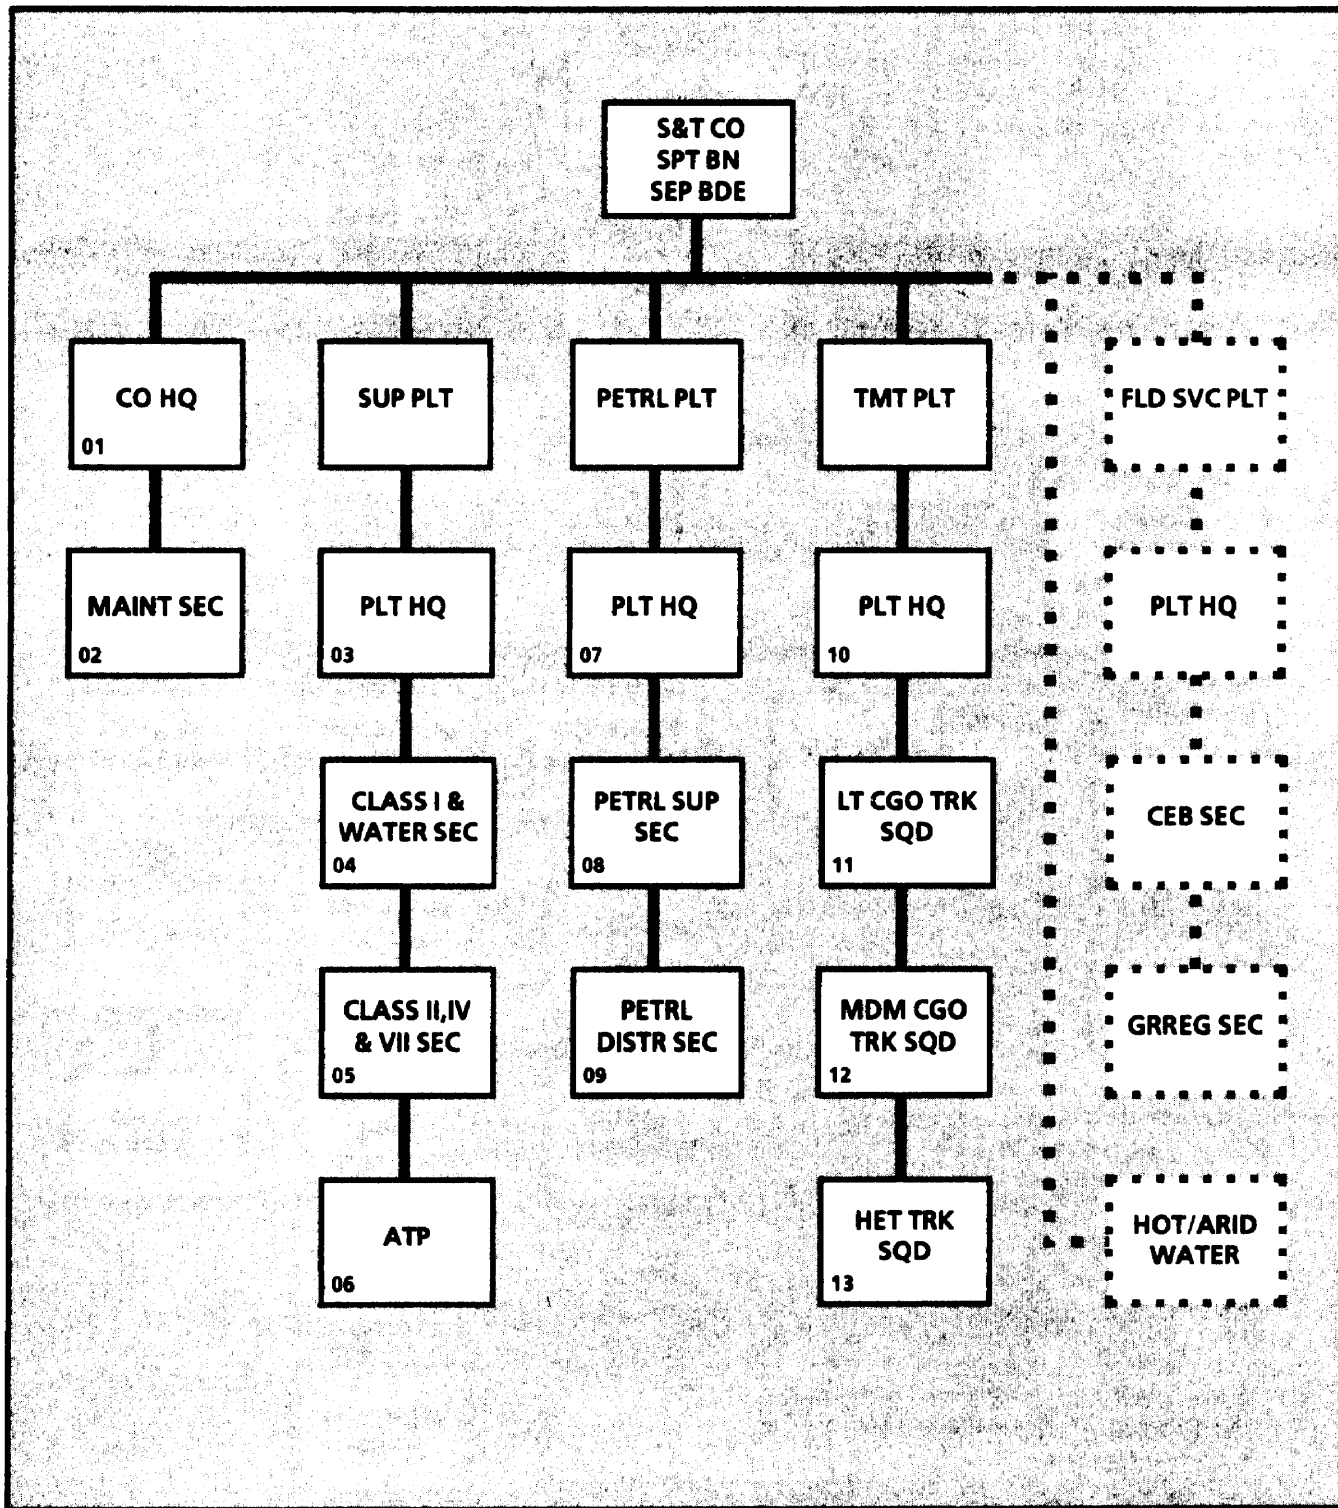 S&T CO
SPT BN
SEP BDE
CO HQ
01
SUP PLT
PETRL PLT
TMT PLT
FLD SVC PLT
MAINT SEC
02
PLT HQ
03
PLT HQ
07
PLT HQ
10
PLT HQ
CLASS I &
WATER SEC
04
PETRL SUP
SEC
08
LT CGO TRK
SQD
11
CEB SEC
CLASS II,IV
& VII SEC
05
PETRL
DISTR SEC
09
MDM CGO
TRK SQD
12
GRREG SEC
ATP
06
HET TRK
SQD
13
HOT/ARID
WATER